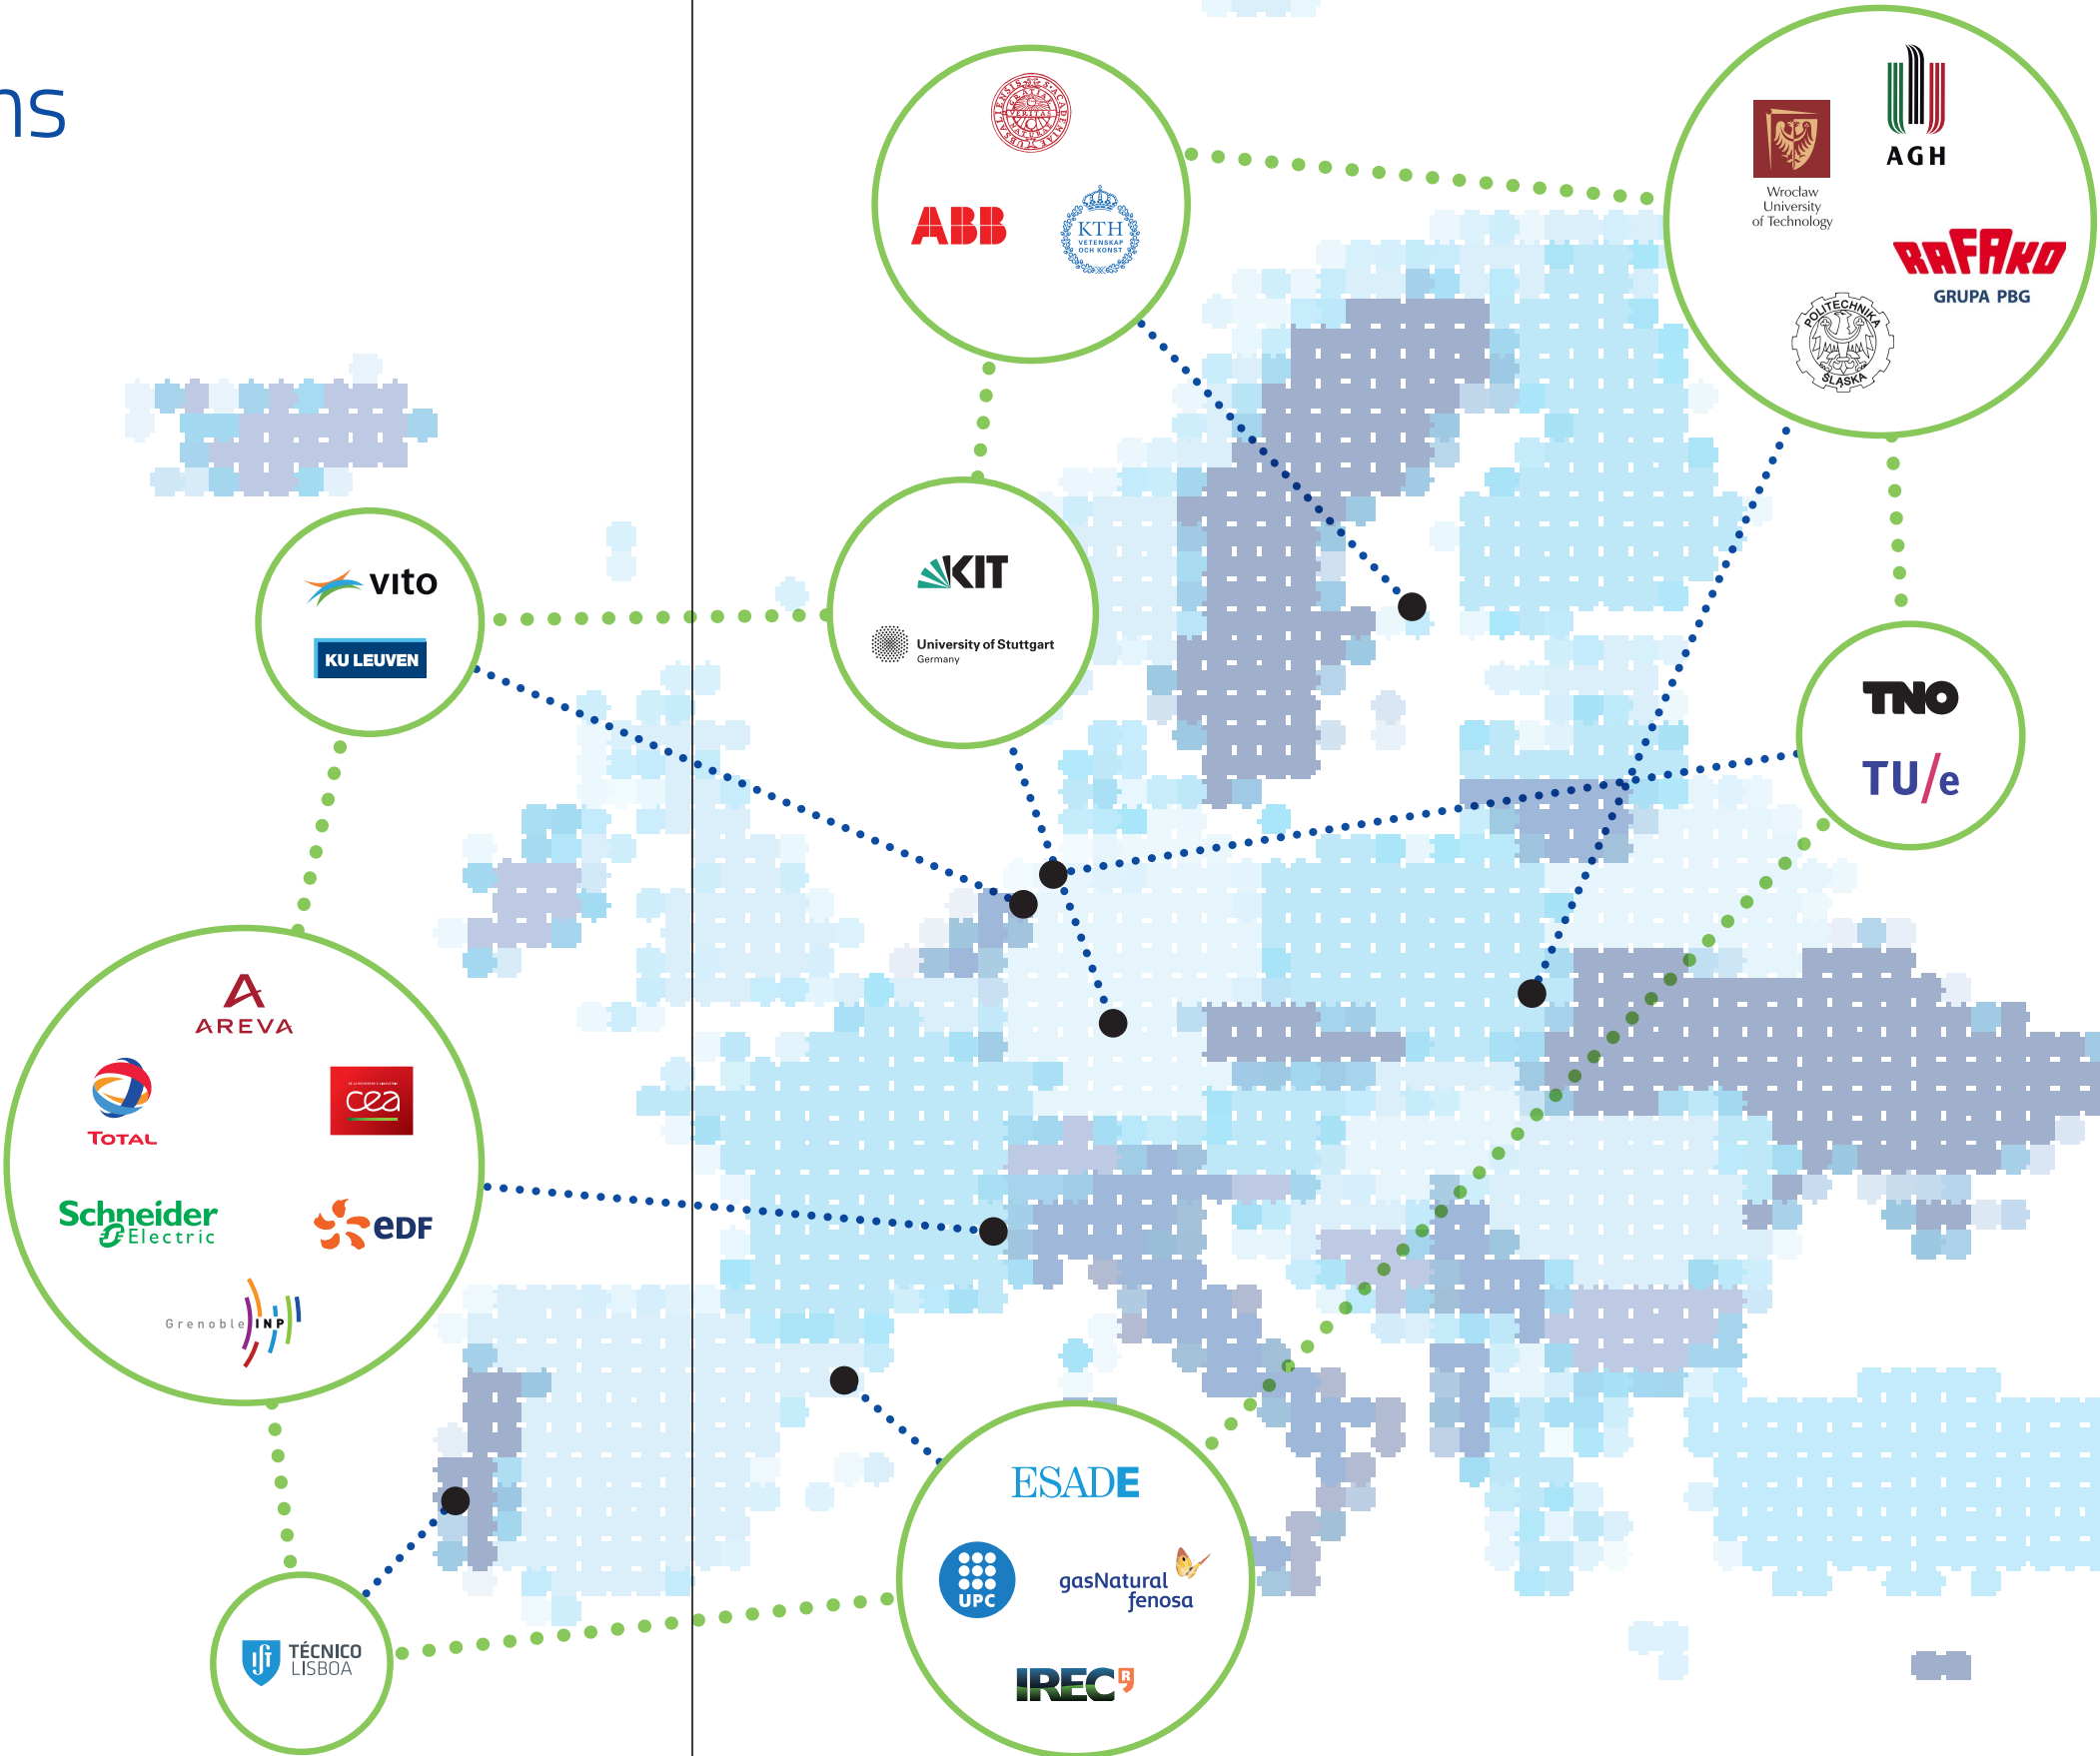 ns
ABB
KTH
VETENSKAP
OCH KONST
AGH
Wrocław
University
of Technology
RAFAKO
GRUPA PBG
POLITECHNIKA
ŚLĄSKA
vito
KU LEUVEN
KIT
University of Stuttgart
Germany
TNO
TU/e
AREVA
TOTAL
cea
Schneider
Electric
eDF
Grenoble INP
TÉCNICO
LISBOA
ESADE
UPC
gasNatural
fenosa
IREC R